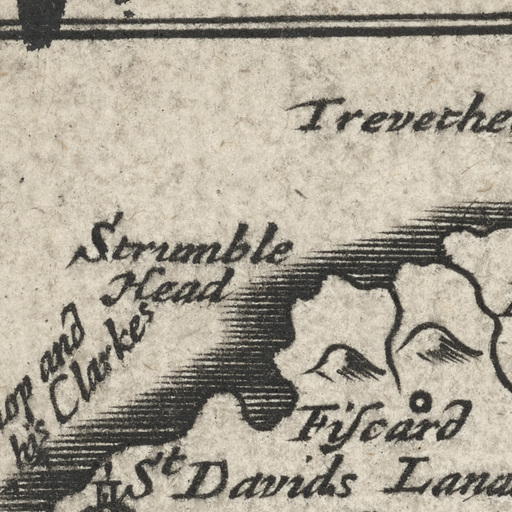 Trevethe
Strumble
Head
op and
his Clarkes
Fiſcard
St Davids Land